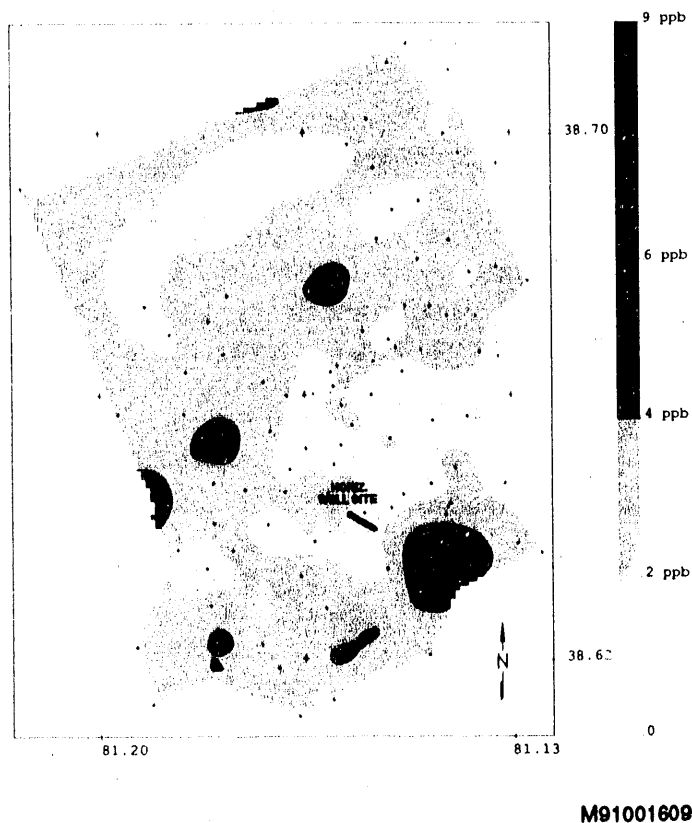 9 ppb
38.70
6 ppb
4 ppb
HORIZ.
WELL SITE
2 ppb
N
0
81.20
81.13
M91001609